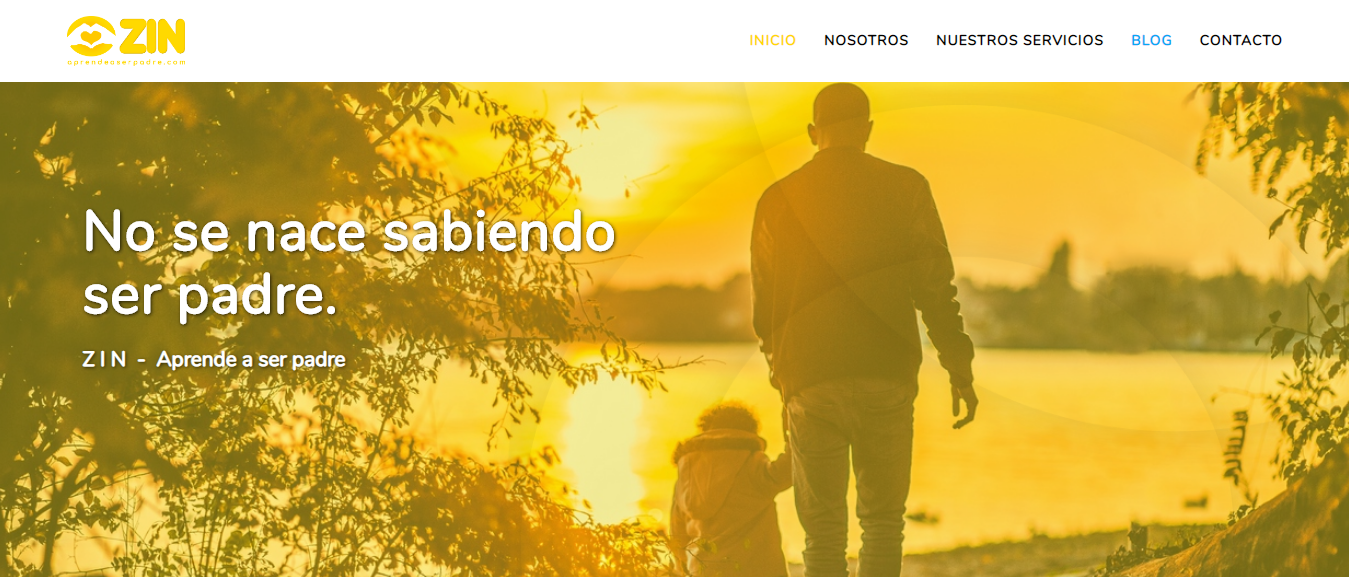 ZIN
aprendeaserpadre.com
INICIO
NOSOTROS
NUESTROS SERVICIOS
BLOG
CONTACTO
No se nace sabiendo
ser padre.
Z I N - Aprende a ser padre